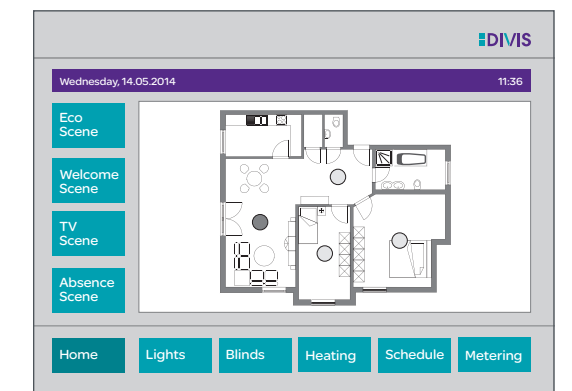 DIVIS
Wednesday, 14.05.2014 11:36
Eco
Scene
Welcome
Scene
TV
Scene
Absence
Scene
Home Lights Blinds Heating Schedule Metering